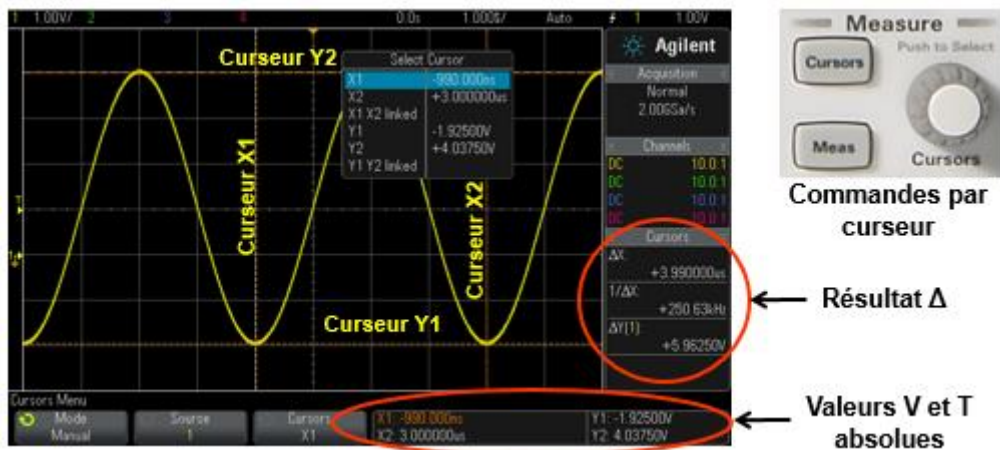 1 1.00V/ 2 3 4 0.0s 1.000s/ Auto 1 1.00V
Curseur Y2
Select Cursor
X1 -990.000ns
X2 +3.000000us
X1 X2 linked
Y1 -1.92500V
Y2 +4.03750V
Y1 Y2 linked
Curseur X1
Curseur X2
Curseur Y1
Agilent
Acquisition
Normal
2.00GSa/s
Channels
DC 10.0:1
DC 10.0:1
DC 10.0:1
DC 10.0:1
Cursors
ΔX:
+3.990000us
1/ΔX:
+250.63kHz
ΔY(1):
+5.96250V
Cursors Menu
Mode
Manual
Source
1
Cursors
X1
X1: -990.000ns
X2: 3.000000us
Y1: -1.92500V
Y2: 4.03750V
Measure
Cursors
Push to Select
Meas
Cursors
Commandes par
curseur
Résultat Δ
Valeurs V et T
absolues